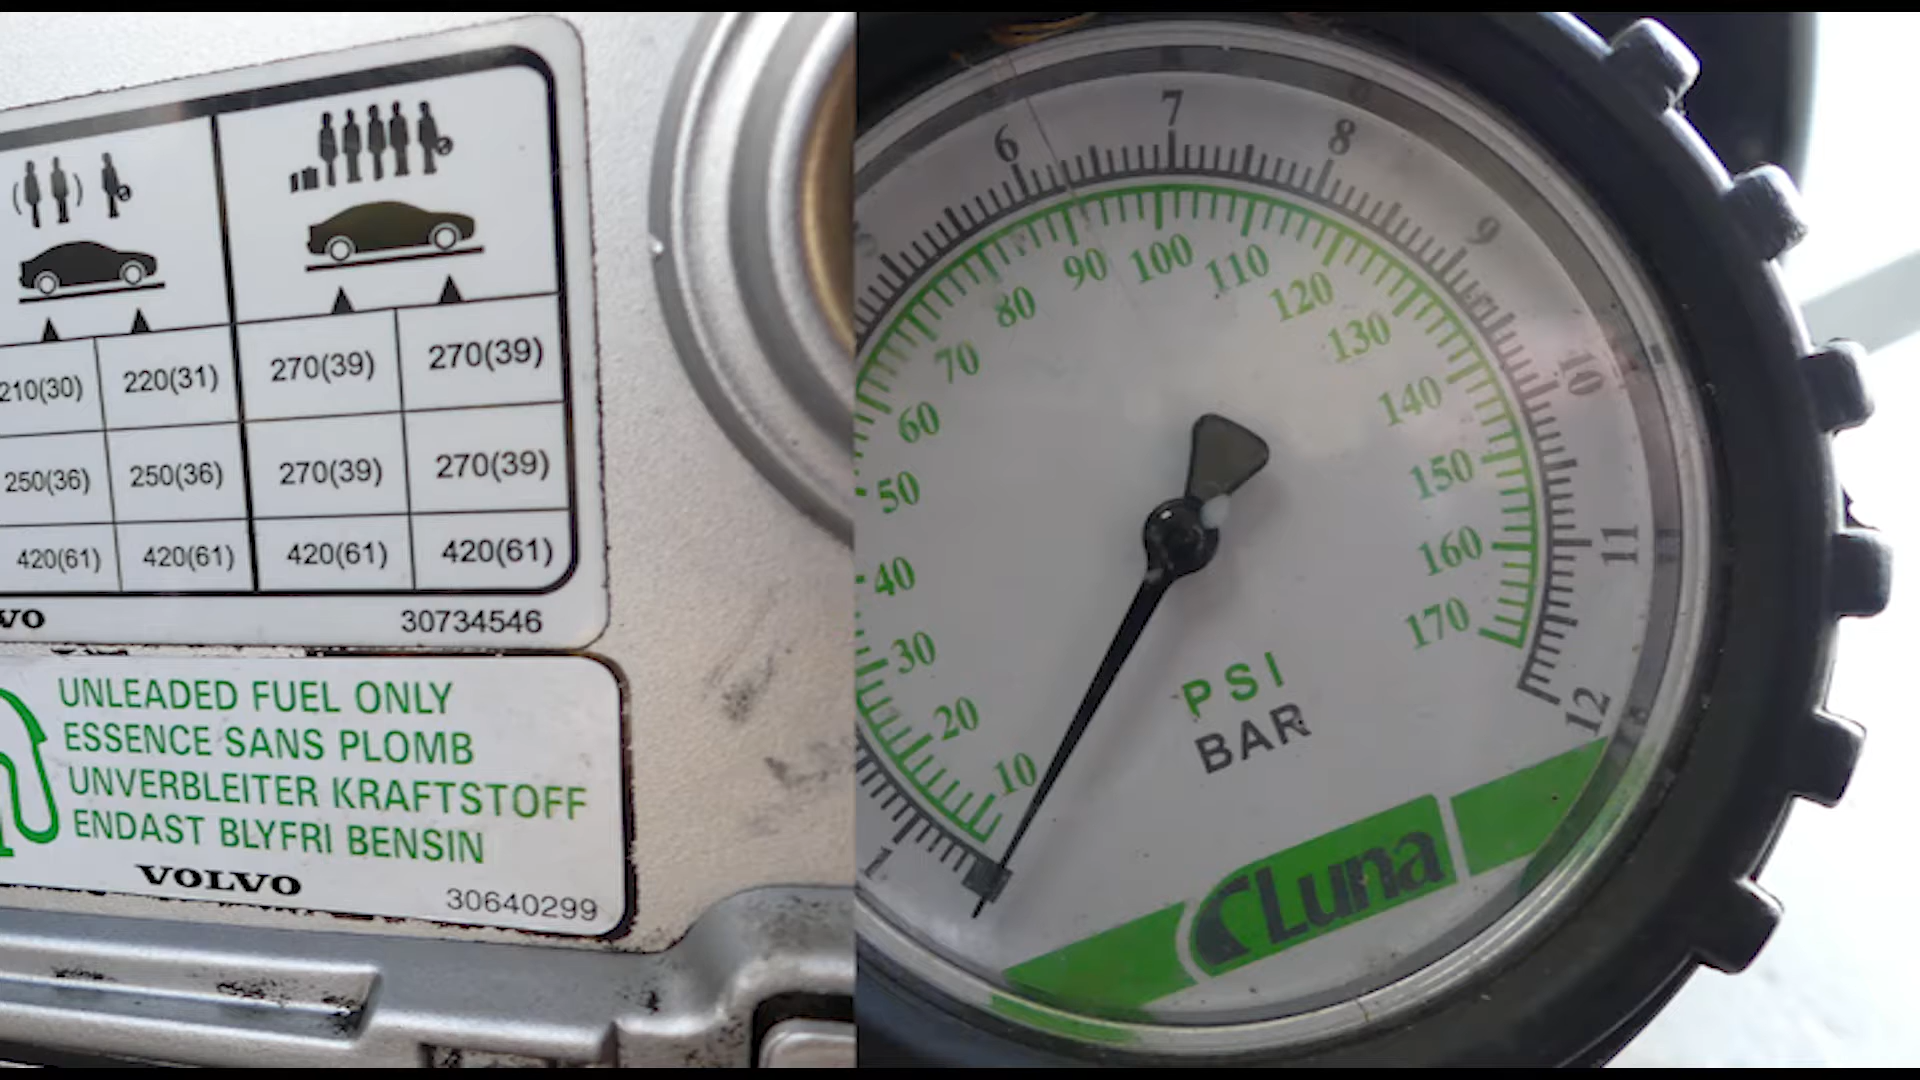 210(30) 220(31) 270(39) 270(39)
250(36) 250(36) 270(39) 270(39)
420(61) 420(61) 420(61) 420(61)
VO 30734546
UNLEADED FUEL ONLY
ESSENCE SANS PLOMB
UNVERBLEITER KRAFTSTOFF
ENDAST BLYFRI BENSIN
VOLVO 30640299
1 5 6 7 8 9 10 11 12
10 20 30 40 50 60 70 80 90 100 110 120 130 140 150 160 170
PSI
BAR
Luna